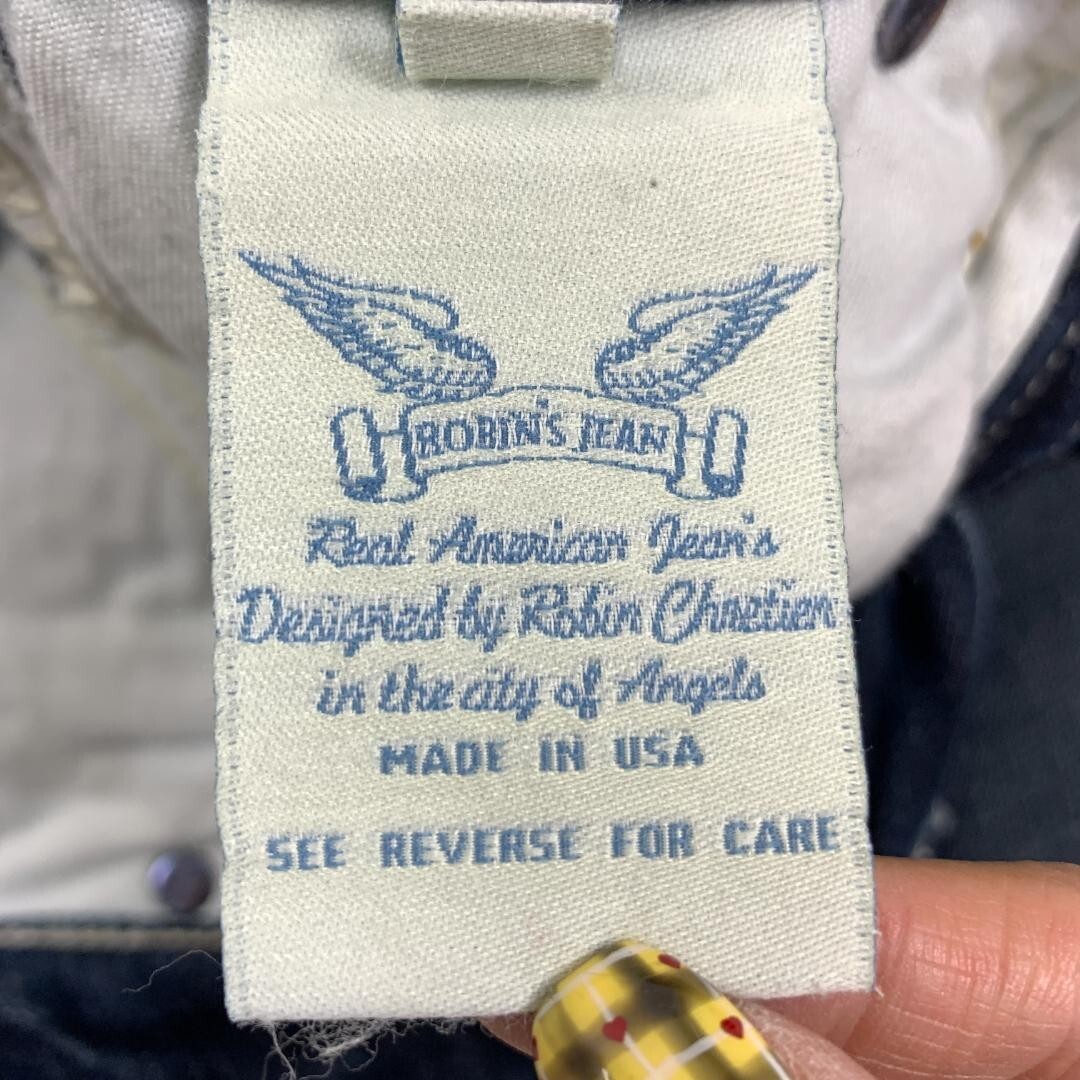 ROBIN'S JEAN
Real American Jean's
Designed by Robin Chretien
in the city of Angels
MADE IN USA
SEE REVERSE FOR CARE